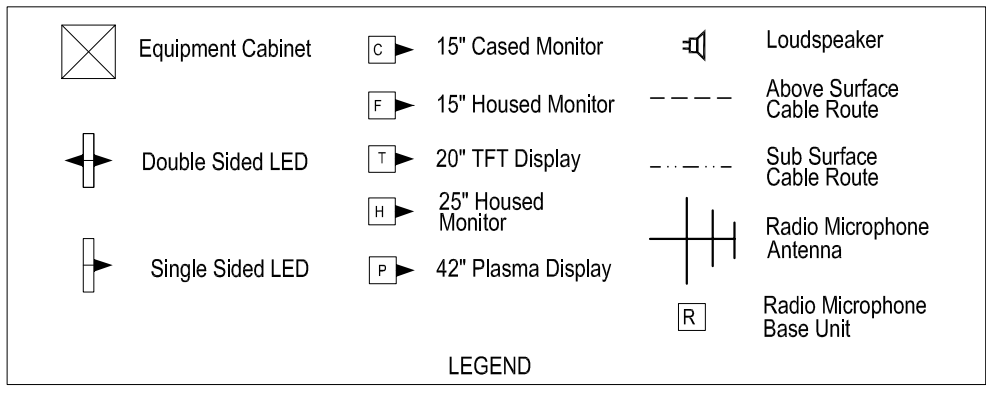 Equipment Cabinet
Double Sided LED
Single Sided LED
C 15" Cased Monitor
F 15" Housed Monitor
T 20" TFT Display
H 25" Housed
Monitor
P 42" Plasma Display
Loudspeaker
Above Surface
Cable Route
Sub Surface
Cable Route
Radio Microphone
Antenna
R Radio Microphone
Base Unit
LEGEND